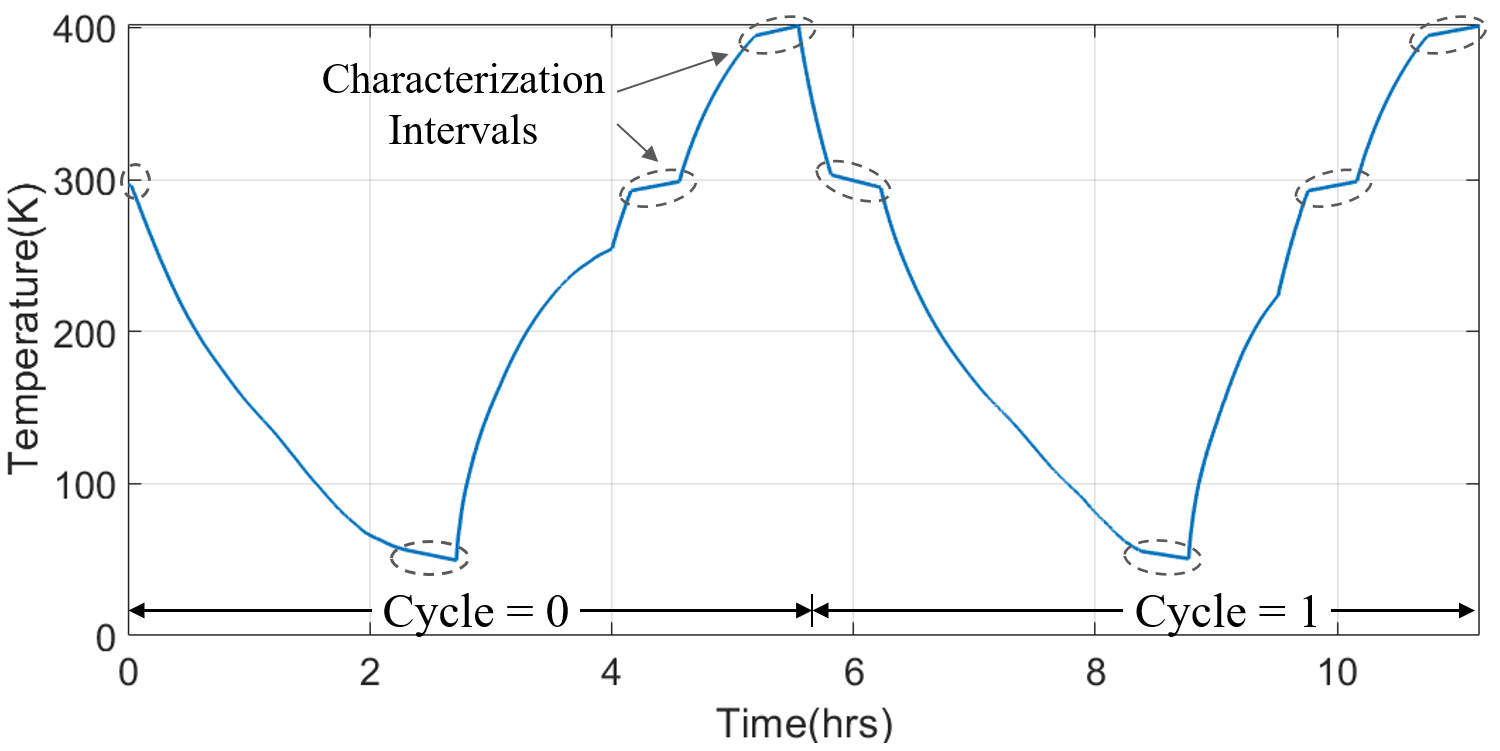 400
Characterization
Intervals
300
200
100
0
Temperature(K)
Cycle = 0
Cycle = 1
0 2 4 6 8 10
Time(hrs)